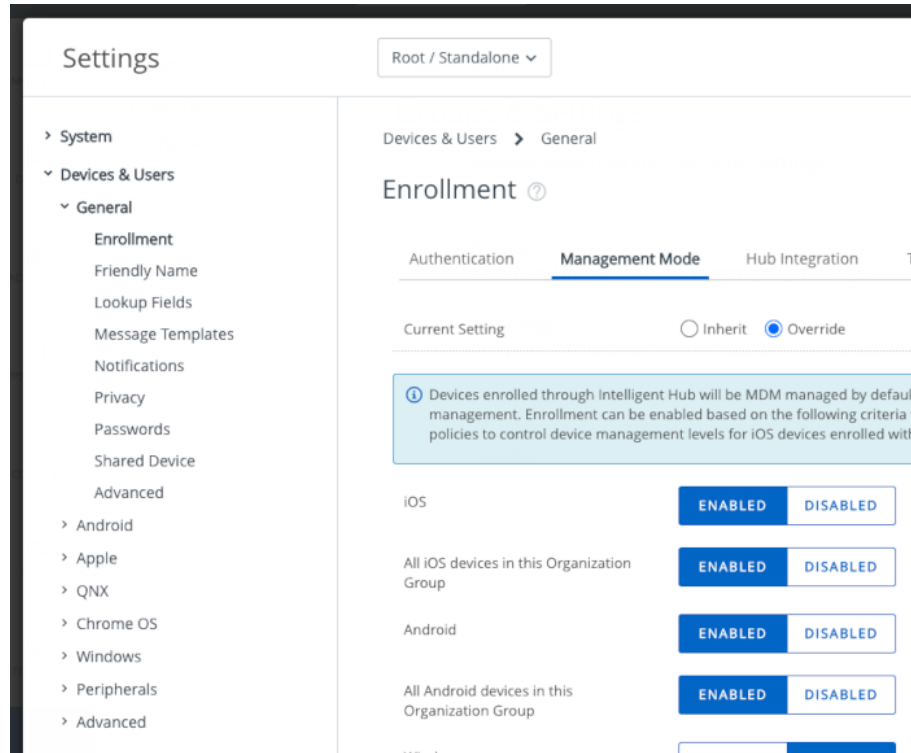 Settings
Root / Standalone
System
Devices & Users
General
Enrollment
Friendly Name
Lookup Fields
Message Templates
Notifications
Privacy
Passwords
Shared Device
Advanced
Android
Apple
QNX
Chrome OS
Windows
Peripherals
Advanced
Devices & Users > General
Enrollment
Authentication Management Mode Hub Integration
Current Setting Inherit Override
Devices enrolled through Intelligent Hub will be MDM managed by defaul
management. Enrollment can be enabled based on the following criteria
policies to control device management levels for iOS devices enrolled with
iOS ENABLED DISABLED
All iOS devices in this Organization
Group ENABLED DISABLED
Android ENABLED DISABLED
All Android devices in this
Organization Group ENABLED DISABLED